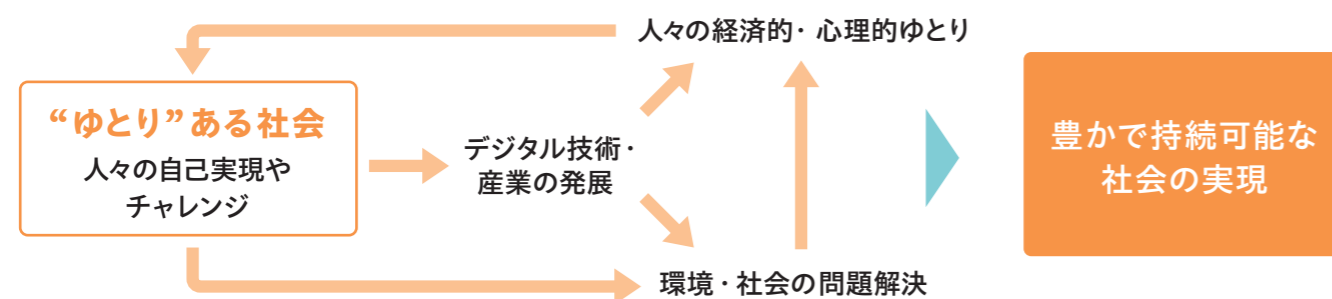 人々の経済的・心理的ゆとり
“ゆとり”ある社会
人々の自己実現や
チャレンジ
デジタル技術・
産業の発展
環境・社会の問題解決
豊かで持続可能な
社会の実現